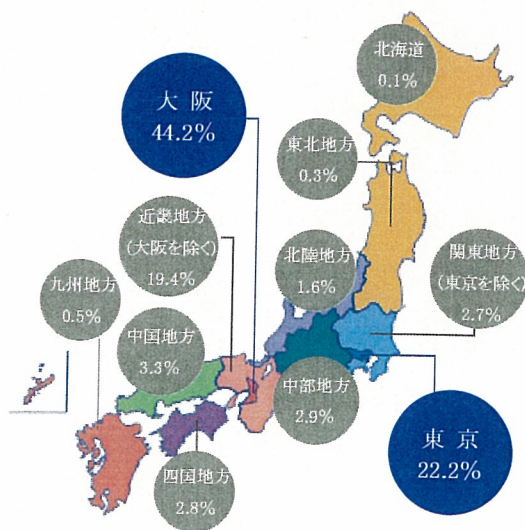 北海道
0.1%
大阪
44.2%
東北地方
0.3%
近畿地方
(大阪を除く)
19.4%
北陸地方
1.6%
関東地方
(東京を除く)
2.7%
九州地方
0.5%
中国地方
3.3%
中部地方
2.9%
東京
22.2%
四国地方
2.8%